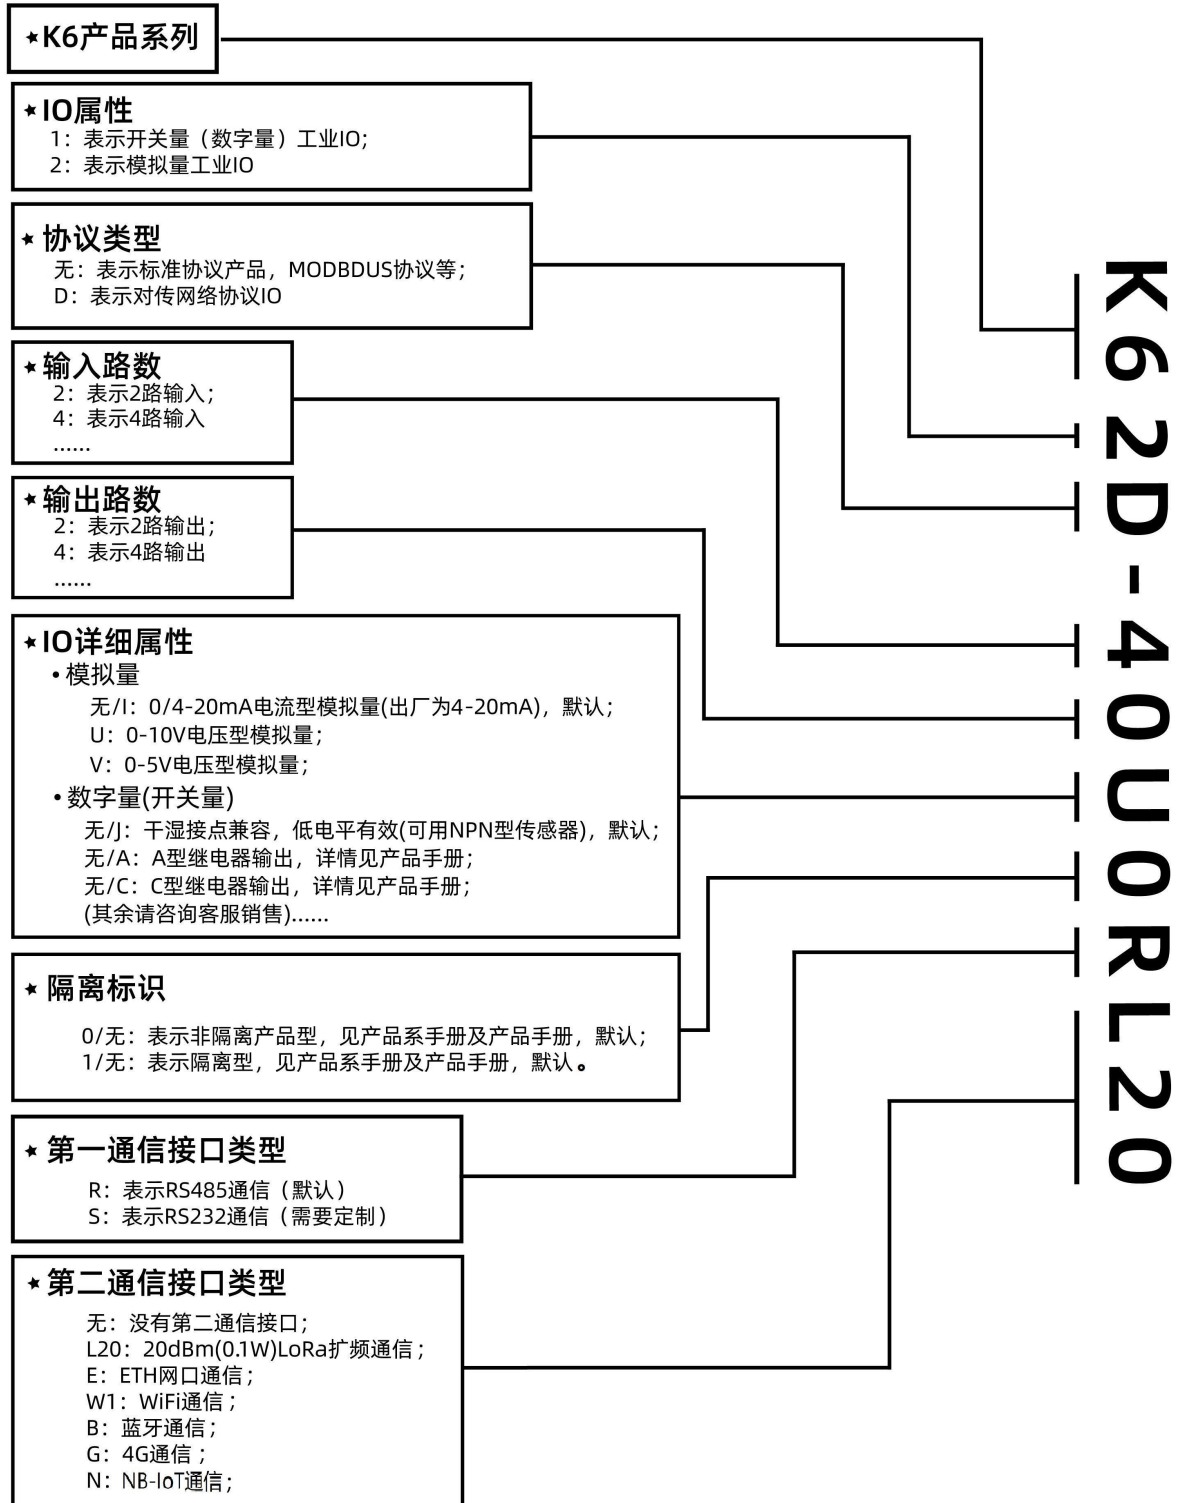 ★K6产品系列
★IO属性
1：表示开关量（数字量）工业IO；
2：表示模拟量工业IO
★协议类型
无：表示标准协议产品，MODBDUS协议等；
D：表示对传网络协议IO
★输入路数
2：表示2路输入；
4：表示4路输入
......
★输出路数
2：表示2路输出；
4：表示4路输出
......
★IO详细属性
•模拟量
无/I：0/4-20mA电流型模拟量(出厂为4-20mA)，默认；
U：0-10V电压型模拟量；
V：0-5V电压型模拟量；
•数字量(开关量)
无/J：干湿接点兼容，低电平有效(可用NPN型传感器)，默认；
无/A：A型继电器输出，详情见产品手册；
无/C：C型继电器输出，详情见产品手册；
(其余请咨询客服销售)......
★隔离标识
0/无：表示非隔离产品型，见产品系手册及产品手册，默认；
1/无：表示隔离型，见产品系手册及产品手册，默认。
★第一通信接口类型
R：表示RS485通信（默认）
S：表示RS232通信（需要定制）
★第二通信接口类型
无：没有第二通信接口；
L20：20dBm(0.1W)LoRa扩频通信；
E：ETH网口通信；
W1：WiFi通信；
B：蓝牙通信；
G：4G通信；
N：NB-IoT通信；
K62D-40U0RL20